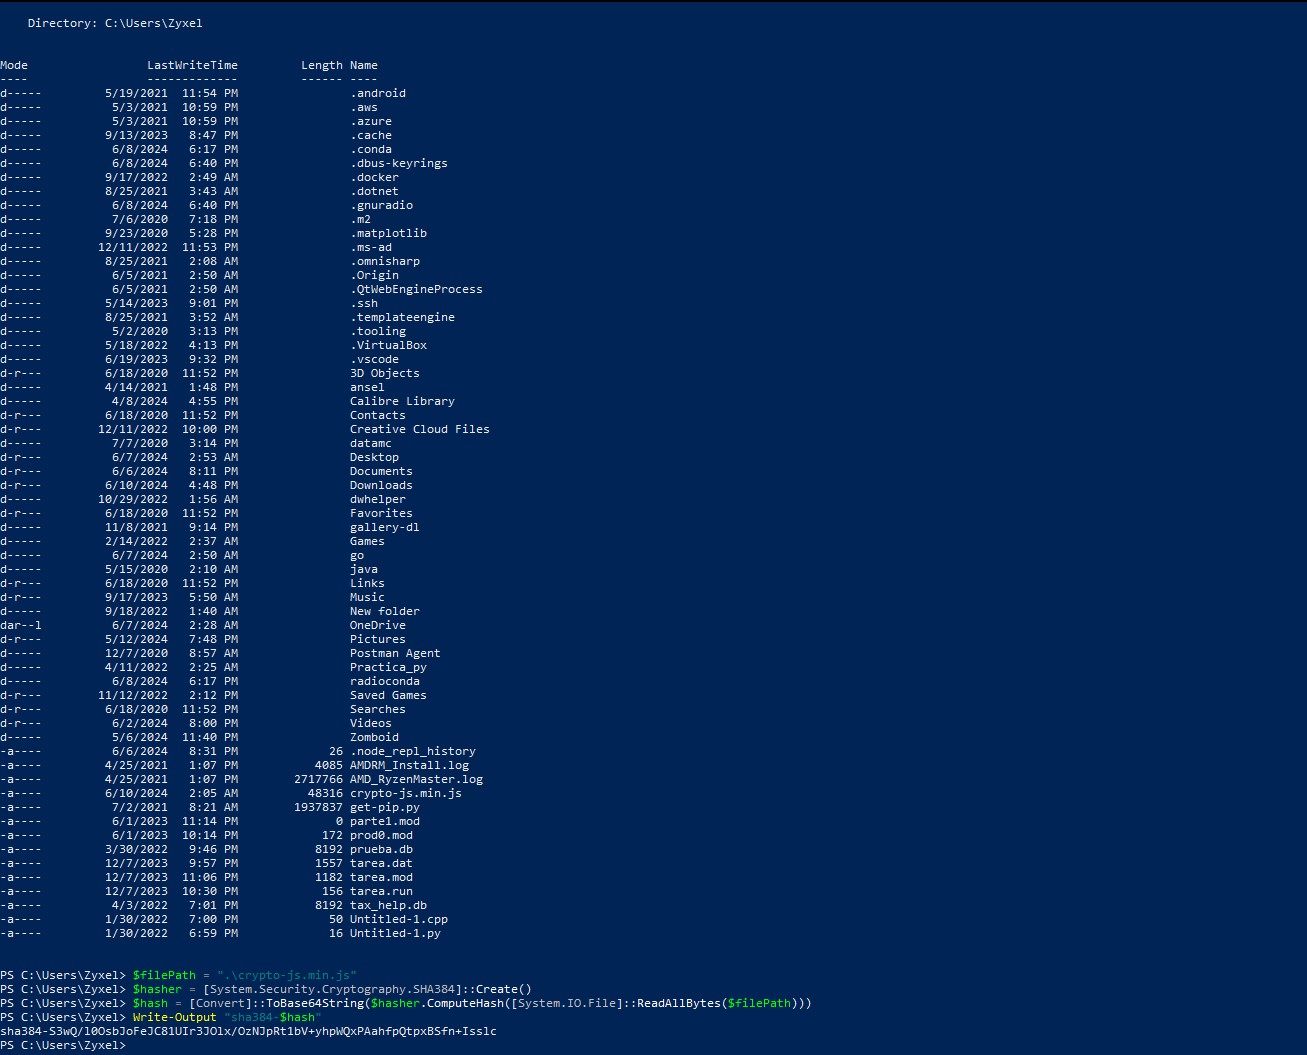 Directory: C:\Users\Zyxel
Mode LastWriteTime Length Name
---- ------------- ------ ----
d----- 5/19/2021 11:54 PM .android
d----- 5/3/2021 10:59 PM .aws
d----- 5/3/2021 10:59 PM .azure
d----- 9/13/2023 8:47 PM .cache
d----- 6/8/2024 6:17 PM .conda
d----- 6/8/2024 6:40 PM .dbus-keyrings
d----- 9/17/2022 2:49 AM .docker
d----- 8/25/2021 3:43 AM .dotnet
d----- 6/8/2024 6:40 PM .gnuradio
d----- 7/6/2020 7:18 PM .m2
d----- 9/23/2020 5:28 PM .matplotlib
d----- 12/11/2022 11:53 PM .ms-ad
d----- 8/25/2021 2:08 AM .omnisharp
d----- 6/5/2021 2:50 AM .Origin
d----- 6/5/2021 2:50 AM .QtWebEngineProcess
d----- 5/14/2023 9:01 PM .ssh
d----- 8/25/2021 3:52 AM .templateengine
d----- 5/2/2020 3:13 PM .tooling
d----- 5/18/2022 4:13 PM .VirtualBox
d----- 6/19/2023 9:32 PM .vscode
d-r--- 6/18/2020 11:52 PM 3D Objects
d----- 4/14/2021 1:48 PM ansel
d----- 4/8/2024 4:55 PM Calibre Library
d-r--- 6/18/2020 11:52 PM Contacts
d-r--- 12/11/2022 10:00 PM Creative Cloud Files
d----- 7/7/2020 3:14 PM datamc
d-r--- 6/7/2024 2:53 AM Desktop
d-r--- 6/6/2024 8:11 PM Documents
d-r--- 6/10/2024 4:48 PM Downloads
d----- 10/29/2022 1:56 AM dwhelper
d-r--- 6/18/2020 11:52 PM Favorites
d----- 11/8/2021 9:14 PM gallery-dl
d----- 2/14/2022 2:37 AM Games
d----- 6/7/2024 2:50 AM go
d----- 5/15/2020 2:10 AM java
d-r--- 6/18/2020 11:52 PM Links
d-r--- 9/17/2023 5:50 AM Music
d----- 9/18/2022 1:40 AM New folder
dar--l 6/7/2024 2:28 AM OneDrive
d-r--- 5/12/2024 7:48 PM Pictures
d----- 12/7/2020 8:57 AM Postman Agent
d----- 4/11/2022 2:25 AM Practica_py
d----- 6/8/2024 6:17 PM radioconda
d-r--- 11/12/2022 2:12 PM Saved Games
d-r--- 6/18/2020 11:52 PM Searches
d-r--- 6/2/2024 8:00 PM Videos
d----- 5/6/2024 11:40 PM Zomboid
-a---- 6/6/2024 8:31 PM 26 .node_repl_history
-a---- 4/25/2021 1:07 PM 4085 AMDRM_Install.log
-a---- 4/25/2021 1:07 PM 2717766 AMD_RyzenMaster.log
-a---- 6/10/2024 2:05 AM 48316 crypto-js.min.js
-a---- 7/2/2021 8:21 AM 1937837 get-pip.py
-a---- 6/1/2023 11:14 PM 0 parte1.mod
-a---- 6/1/2023 10:14 PM 172 prod0.mod
-a---- 3/30/2022 9:46 PM 8192 prueba.db
-a---- 12/7/2023 9:57 PM 1557 tarea.dat
-a---- 12/7/2023 11:06 PM 1182 tarea.mod
-a---- 12/7/2023 10:30 PM 156 tarea.run
-a---- 4/3/2022 7:01 PM 8192 tax_help.db
-a---- 1/30/2022 7:00 PM 50 Untitled-1.cpp
-a---- 1/30/2022 6:59 PM 16 Untitled-1.py
PS C:\Users\Zyxel> $filePath = ".\crypto-js.min.js"
PS C:\Users\Zyxel> $hasher = [System.Security.Cryptography.SHA384]::Create()
PS C:\Users\Zyxel> $hash = [Convert]::ToBase64String($hasher.ComputeHash([System.IO.File]::ReadAllBytes($filePath)))
PS C:\Users\Zyxel> Write-Output "sha384-$hash"
sha384-S3wQ/l0OsbJoFeJC81UIr3JOlx/OzNJpRt1bV+yhpWQxPAahfpQtpxBSfn+Isslc
PS C:\Users\Zyxel>